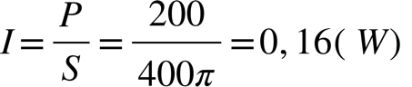 I = P/S = 200/400π = 0, 16( W)